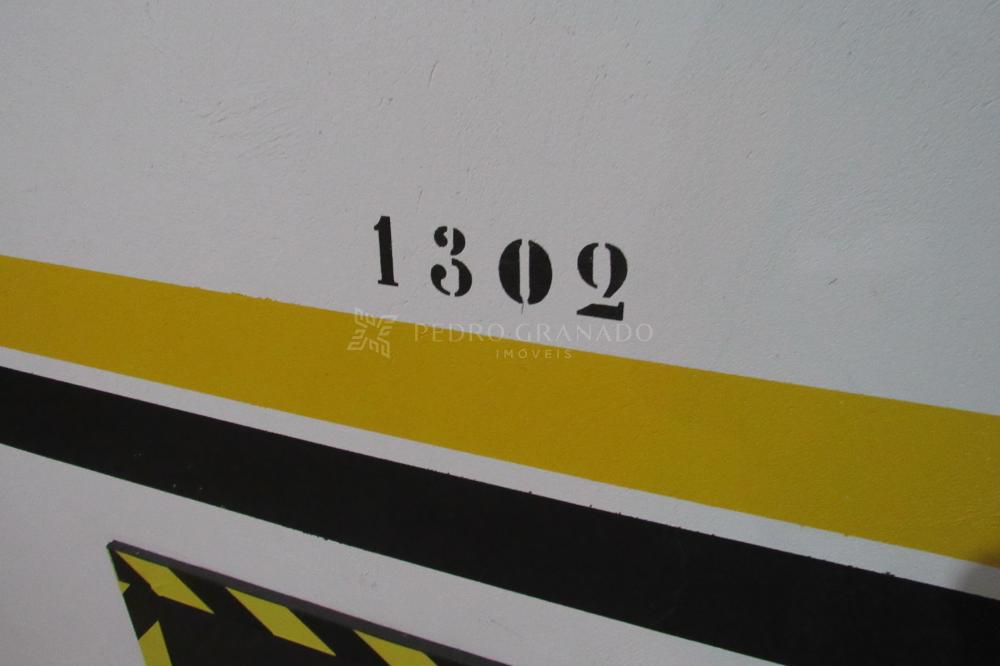 1302
PEDRO GRANADO
IMÓVEIS